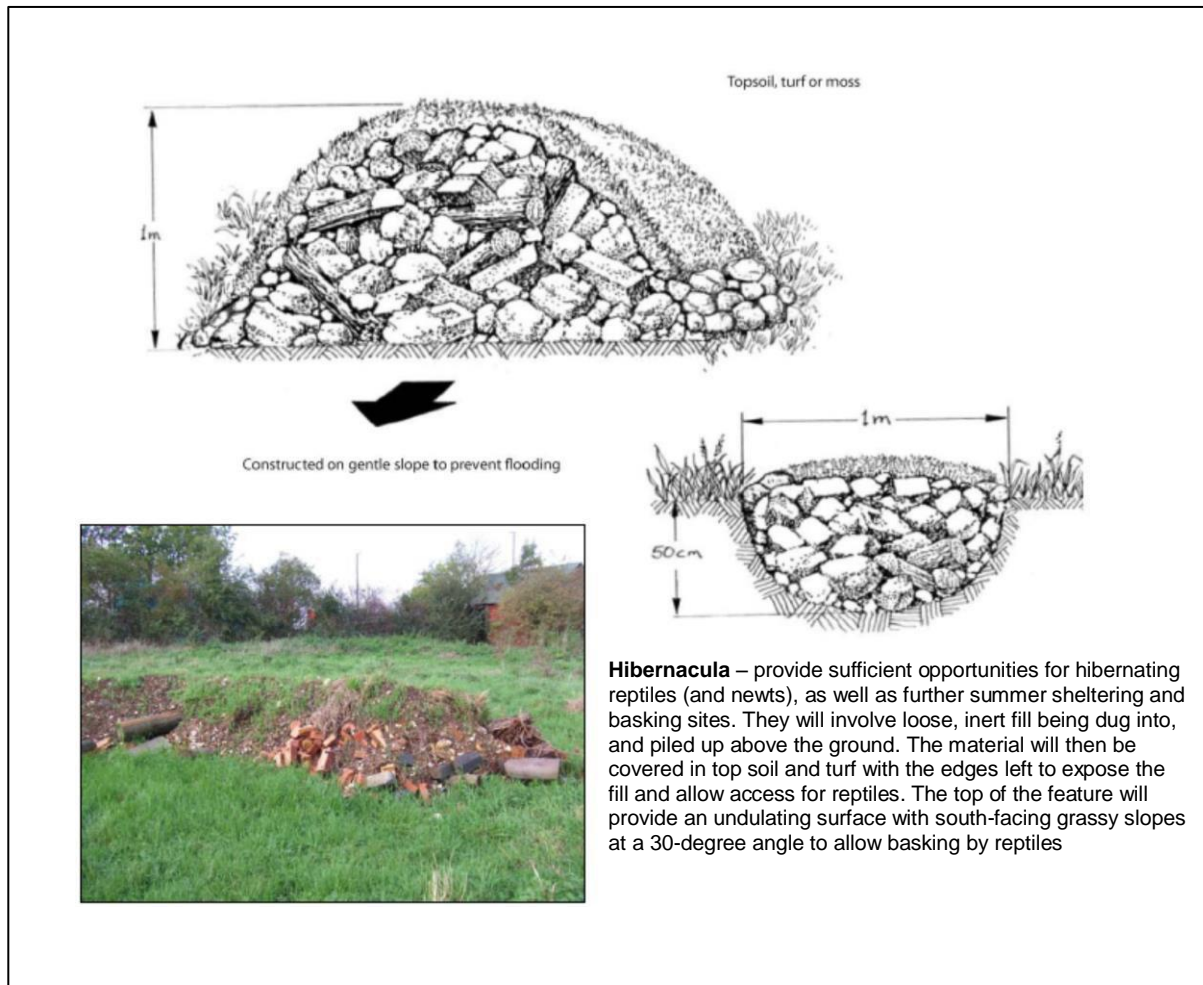 Topsoil, turf or moss
1m
Constructed on gentle slope to prevent flooding
1m
50cm
Hibernacula – provide sufficient opportunities for hibernating
reptiles (and newts), as well as further summer sheltering and
basking sites. They will involve loose, inert fill being dug into,
and piled up above the ground. The material will then be
covered in top soil and turf with the edges left to expose the
fill and allow access for reptiles. The top of the feature will
provide an undulating surface with south-facing grassy slopes
at a 30-degree angle to allow basking by reptiles